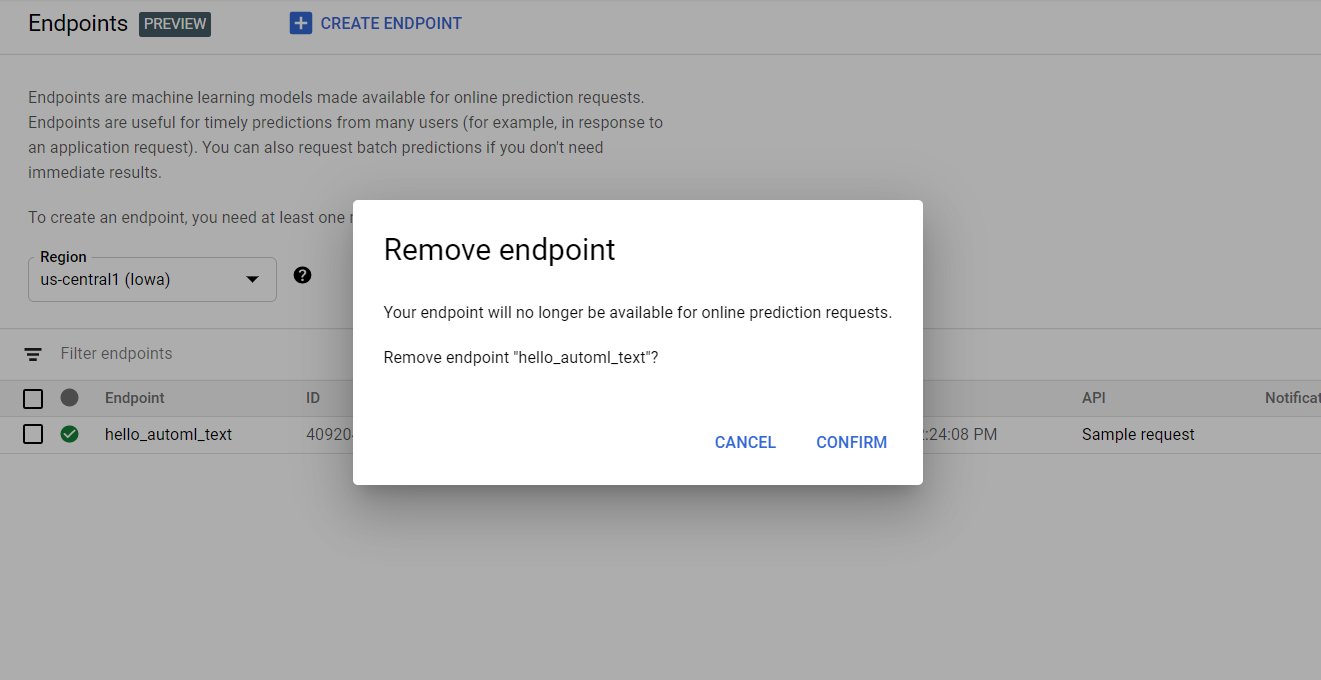 Endpoints PREVIEW CREATE ENDPOINT
Endpoints are machine learning models made available for online prediction requests.
Endpoints are useful for timely predictions from many users (for example, in response to
an application request). You can also request batch predictions if you don't need
immediate results.
To create an endpoint, you need at least one
Region
us-central1 (Iowa)
Remove endpoint
Your endpoint will no longer be available for online prediction requests.
Remove endpoint "hello_automl_text"?
CANCEL CONFIRM
Filter endpoints
Endpoint ID API Notificat
hello_automl_text 40920 :24:08 PM Sample request